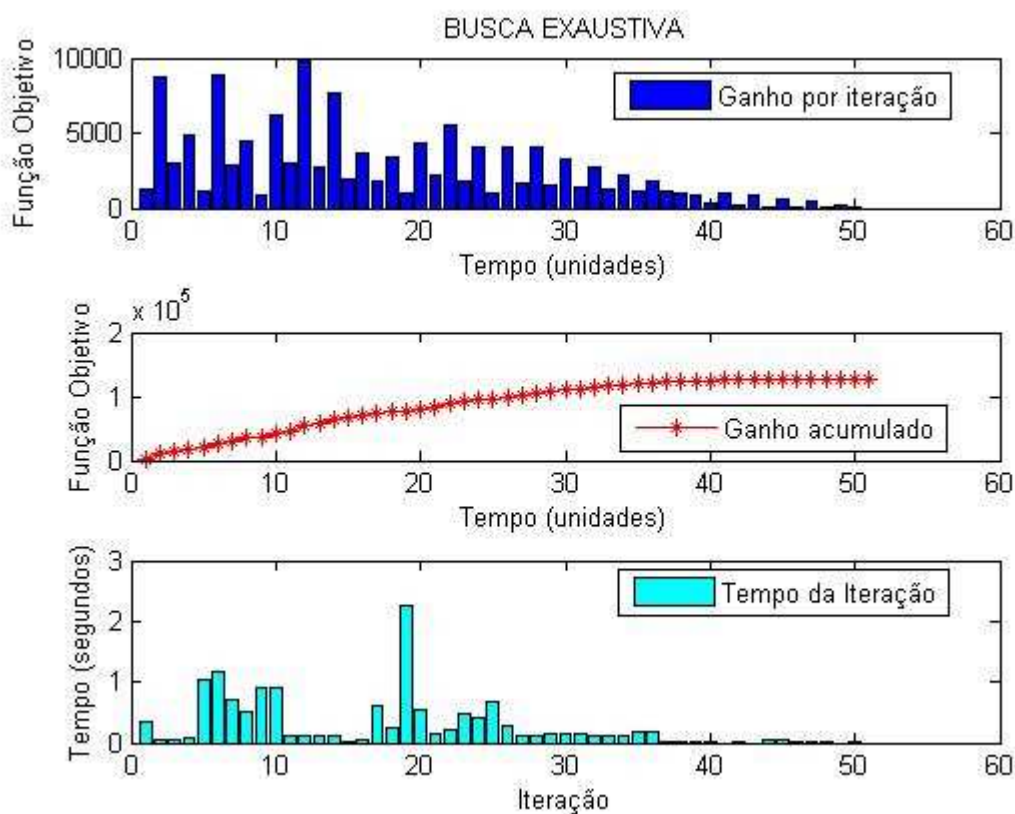 BUSCA EXAUSTIVA
Função Objetivo
10000
5000
0
Ganho por iteração
0 10 20 30 40 50 60
Tempo (unidades)
x 10^5
Função Objetivo
2
1
0
Ganho acumulado
0 10 20 30 40 50 60
Tempo (unidades)
Tempo (segundos)
3
2
1
0
Tempo da Iteração
0 10 20 30 40 50 60
Iteração